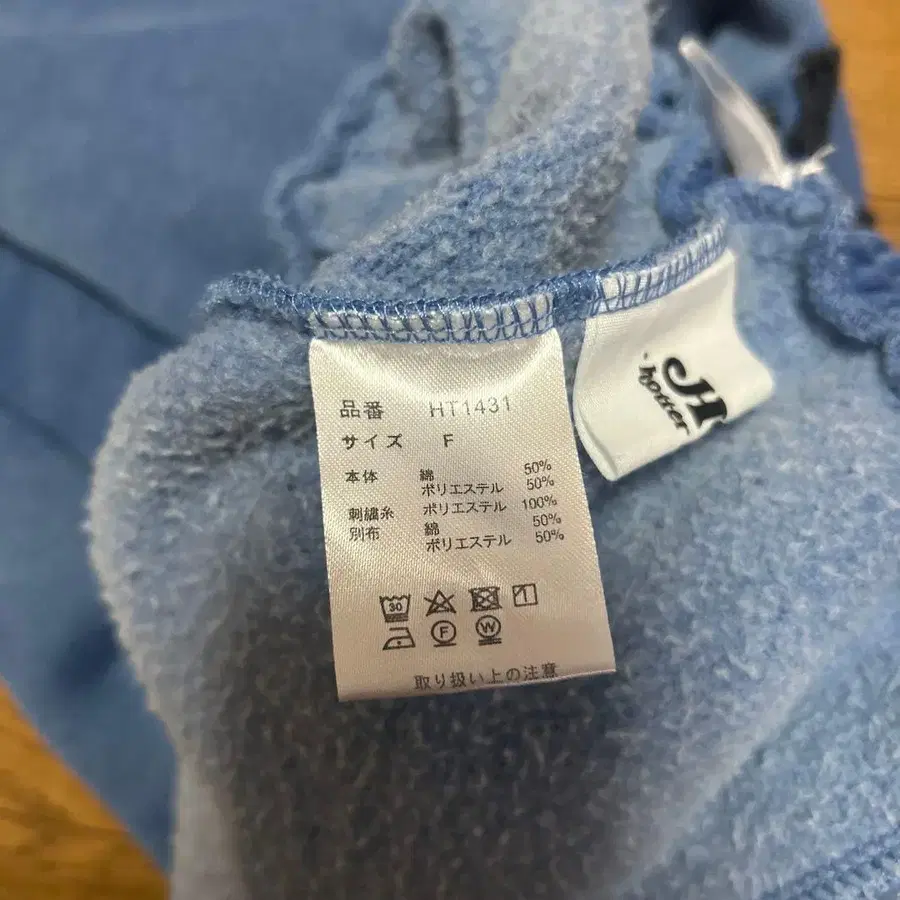 品番 HT1431
サイズ F
本体 綿 50%
ポリエステル 50%
刺繍糸 ポリエステル 100%
別布 綿 50%
ポリエステル 50%
30
F W
取り扱い上の注意
H
hotter